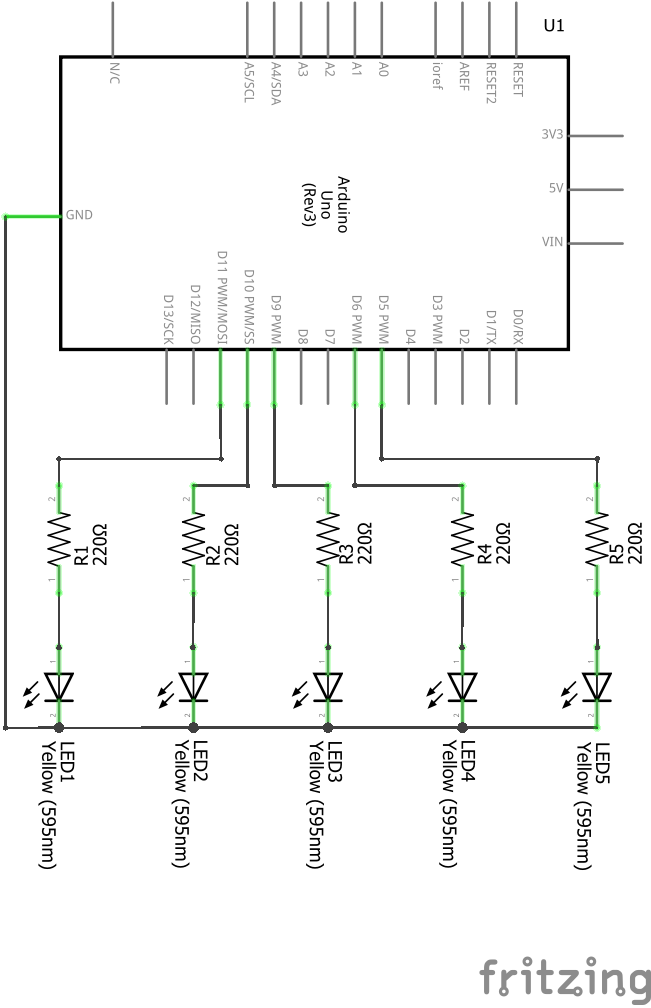 U1
N/C
A5/SCL
A4/SDA
A3
A2
A1
A0
ioref
AREF
RESET2
RESET
3V3
5V
VIN
GND
Arduino
Uno
(Rev3)
D13/SCK
D12/MISO
D11 PWM/MOSI
D10 PWM/SS
D9 PWM
D8
D7
D6 PWM
D5 PWM
D4
D3 PWM
D2
D1/TX
D0/RX
2
2
2
2
2
R1
220Ω
R2
220Ω
R3
220Ω
R4
220Ω
R5
220Ω
1
1
1
1
1
1
1
1
1
1
2
2
2
2
2
LED1
Yellow (595nm)
LED2
Yellow (595nm)
LED3
Yellow (595nm)
LED4
Yellow (595nm)
LED5
Yellow (595nm)
fritzing